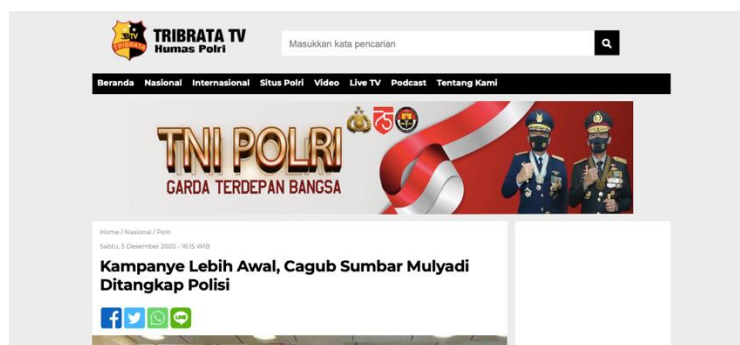 TRIBRATA TV
Humas Polri
Masukkan kata pencarian
Beranda Nasional Internasional Situs Polri Video Live TV Podcast Tentang Kami
TNI POLRI
GARDA TERDEPAN BANGSA
75
Home / Nasional / Polri
Sabtu, 5 Desember 2020 - 16:15 WIB
Kampanye Lebih Awal, Cagub Sumbar Mulyadi
Ditangkap Polisi